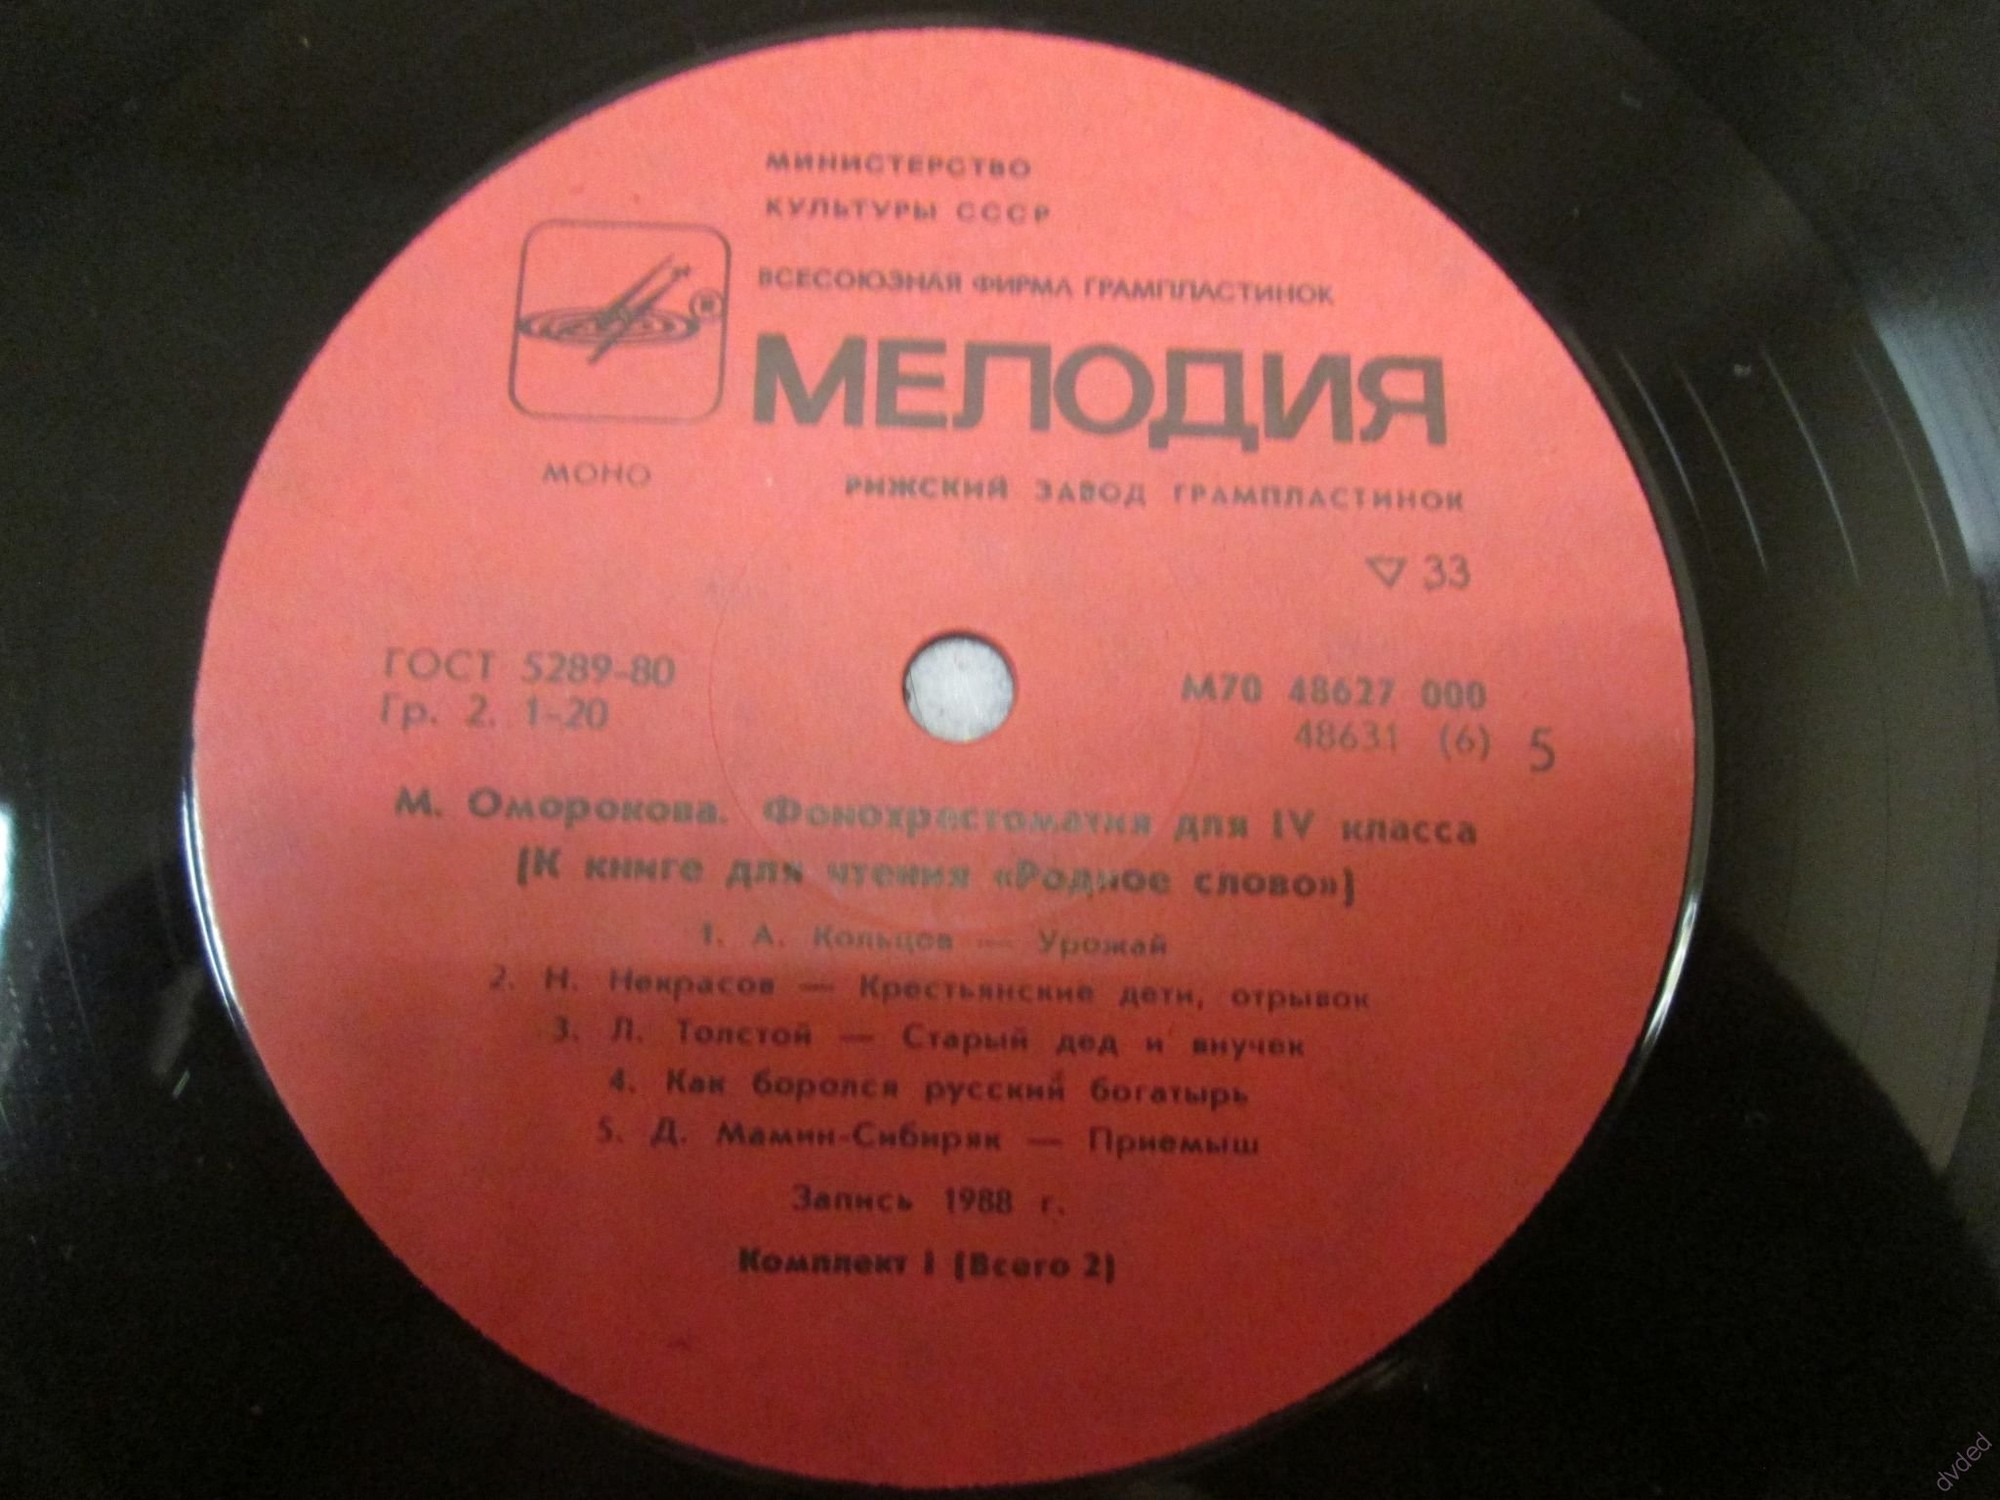 МИНИСТЕРСТВО
КУЛЬТУРЫ СССР
ВСЕСОЮЗНАЯ ФИРМА ГРАМПЛАСТИНОК
®
МЕЛОДИЯ
МОНО
РИЖСКИЙ ЗАВОД ГРАМПЛАСТИНОК
▽ 33
ГОСТ 5289-80
Гр. 2. 1-20
М70 48627 000
48631 (6) 5
М. Оморокова. Фонохрестоматия для IV класса
(К книге для чтения «Родное слово»)
1. А. Кольцов — Урожай
2. Н. Некрасов — Крестьянские дети, отрывок
3. Л. Толстой — Старый дед и внучек
4. Как боролся русский богатырь
5. Д. Мамин-Сибиряк — Приемыш
Запись 1988 г.
Комплект I (Всего 2)
dvded